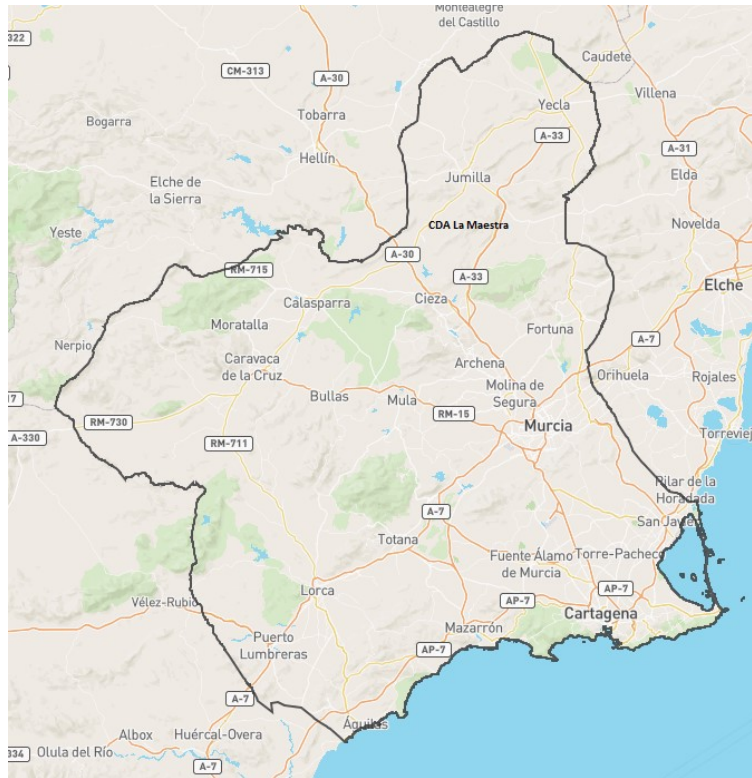 Montealegre
del Castillo
322
Caudete
CM-313
A-30
Tobarra
Yecla
Villena
Bogarra
A-33
A-31
Hellín
Jumilla
Elda
Elche de
la Sierra
CDA La Maestra
Novelda
Yeste
A-30
RM-715
A-33
Elche
Calasparra
Cieza
Moratalla
Fortuna
A-7
Nerpio
Caravaca
de la Cruz
Archena
Orihuela
Rojales
Molina de
Segura
17
Bullas
Mula
RM-15
RM-730
Murcia
Torreviej
A-330
RM-711
Pilar de la
Horadada
A-7
San Javier
Totana
Fuente Álamo
de Murcia
Torre-Pacheco
Lorca
A-7
Vélez-Rubio
AP-7
AP-7
Cartagena
Mazarrón
Puerto
Lumbreras
AP-7
A-7
Águilas
Albox
Huércal-Overa
334
Olula del Río
A-7